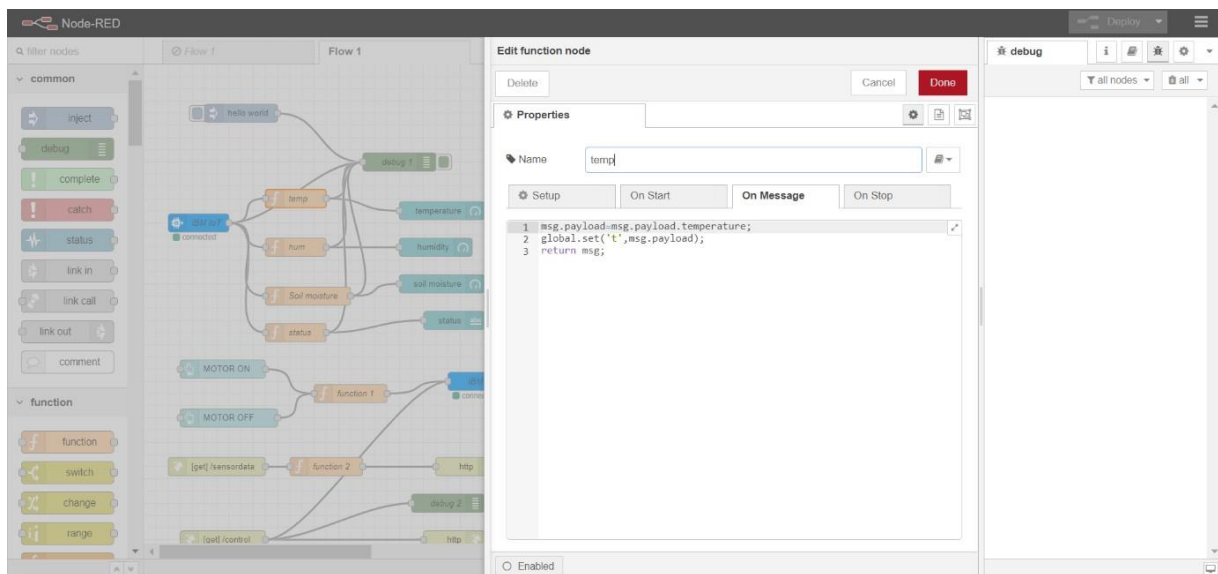 Node-RED
Deploy
filter nodes
Flow 1
Flow 1
Edit function node
debug
i
common
Delete
Cancel
Done
all nodes
all
inject
debug
complete
catch
status
link in
link call
link out
comment
function
function
switch
change
range
hello world
debug 1
temp
temperature
IBM IoT
connected
hum
humidity
Soil moisture
soil moisture
status
status
MOTOR ON
function 1
MOTOR OFF
[get] /sensordata
function 2
http
debug 2
[get] /control
http
Properties
Name
temp
Setup
On Start
On Message
On Stop
1 msg.payload=msg.payload.temperature;
2 global.set('t',msg.payload);
3 return msg;
Enabled